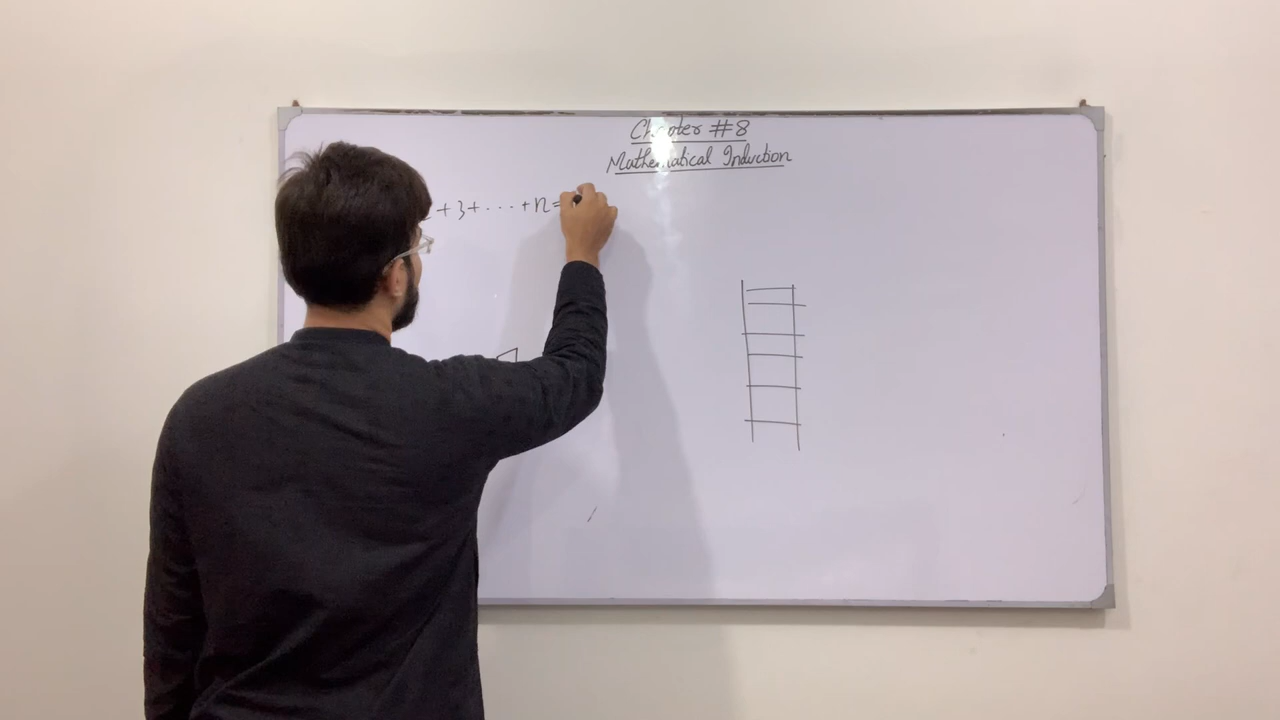 Chapter #8
Mathematical Induction
+ 3 + · · · + n =